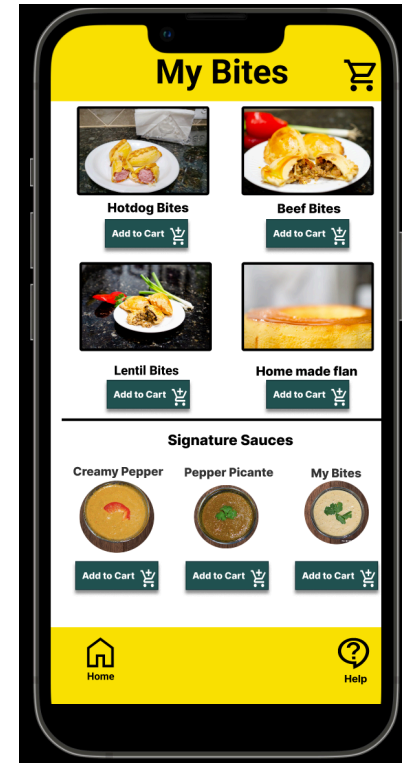 My Bites
Hotdog Bites
Beef Bites
Add to Cart
Add to Cart
Lentil Bites
Home made flan
Add to Cart
Add to Cart
Signature Sauces
Creamy Pepper
Pepper Picante
My Bites
Add to Cart
Add to Cart
Add to Cart
Home
Help